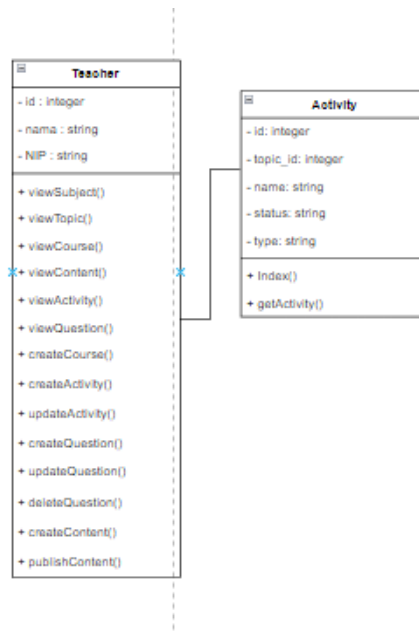 Teacher
- id : integer
- nama : string
- NIP : string
+ viewSubject()
+ viewTopic()
+ viewCourse()
+ viewContent()
+ viewActivity()
+ viewQuestion()
+ createCourse()
+ createActivity()
+ updateActivity()
+ createQuestion()
+ updateQuestion()
+ deleteQuestion()
+ createContent()
+ publishContent()
Activity
- id: integer
- topic_id: integer
- name: string
- status: string
- type: string
+ Index()
+ getActivity()